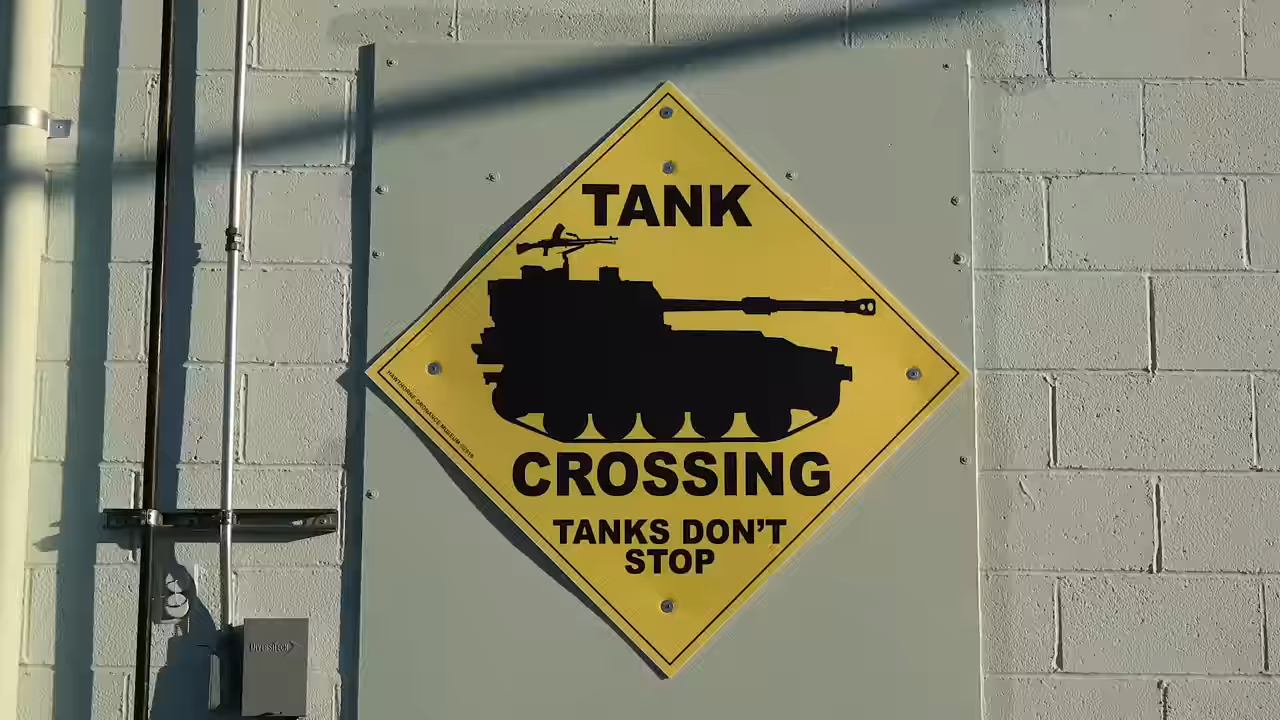 TANK
CROSSING
TANKS DON'T
STOP
HAWTHORNE ORDNANCE MUSEUM